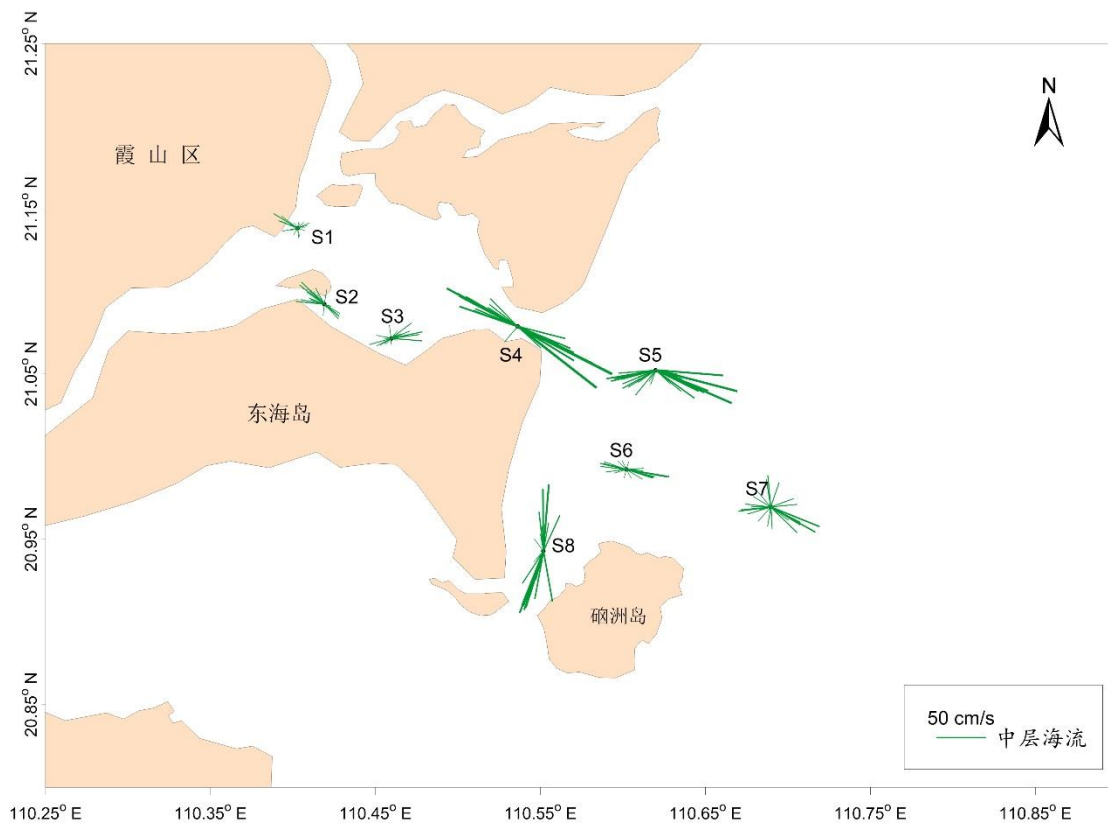 21.25° N
21.15° N
21.05° N
20.95° N
20.85° N
N
霞山区
S1
S2
S3
S4
S5
东海岛
S6
S7
S8
硇洲岛
50 cm/s
中层海流
110.25° E
110.35° E
110.45° E
110.55° E
110.65° E
110.75° E
110.85° E